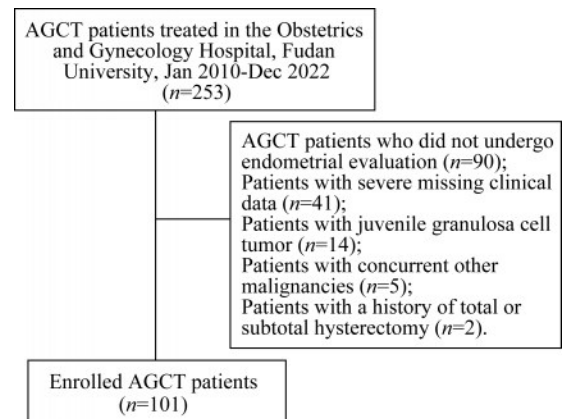 AGCT patients treated in the Obstetrics
and Gynecology Hospital, Fudan
University, Jan 2010-Dec 2022
(n=253)
AGCT patients who did not undergo
endometrial evaluation (n=90);
Patients with severe missing clinical
data (n=41);
Patients with juvenile granulosa cell
tumor (n=14);
Patients with concurrent other
malignancies (n=5);
Patients with a history of total or
subtotal hysterectomy (n=2).
Enrolled AGCT patients
(n=101)